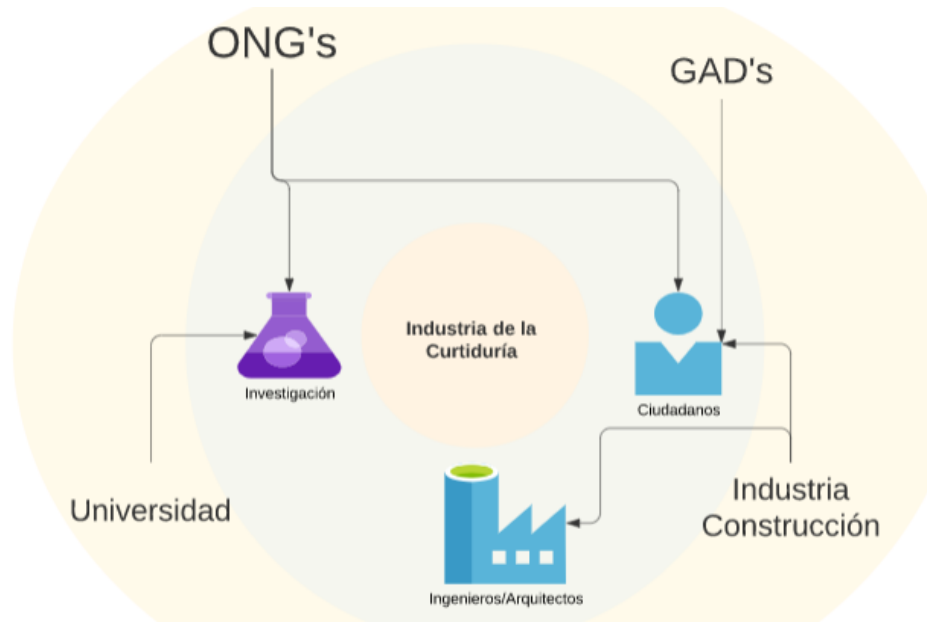 ONG's
GAD's
Industria de la
Curtiduría
Investigación
Ciudadanos
Universidad
Industria
Construcción
Ingenieros/Arquitectos